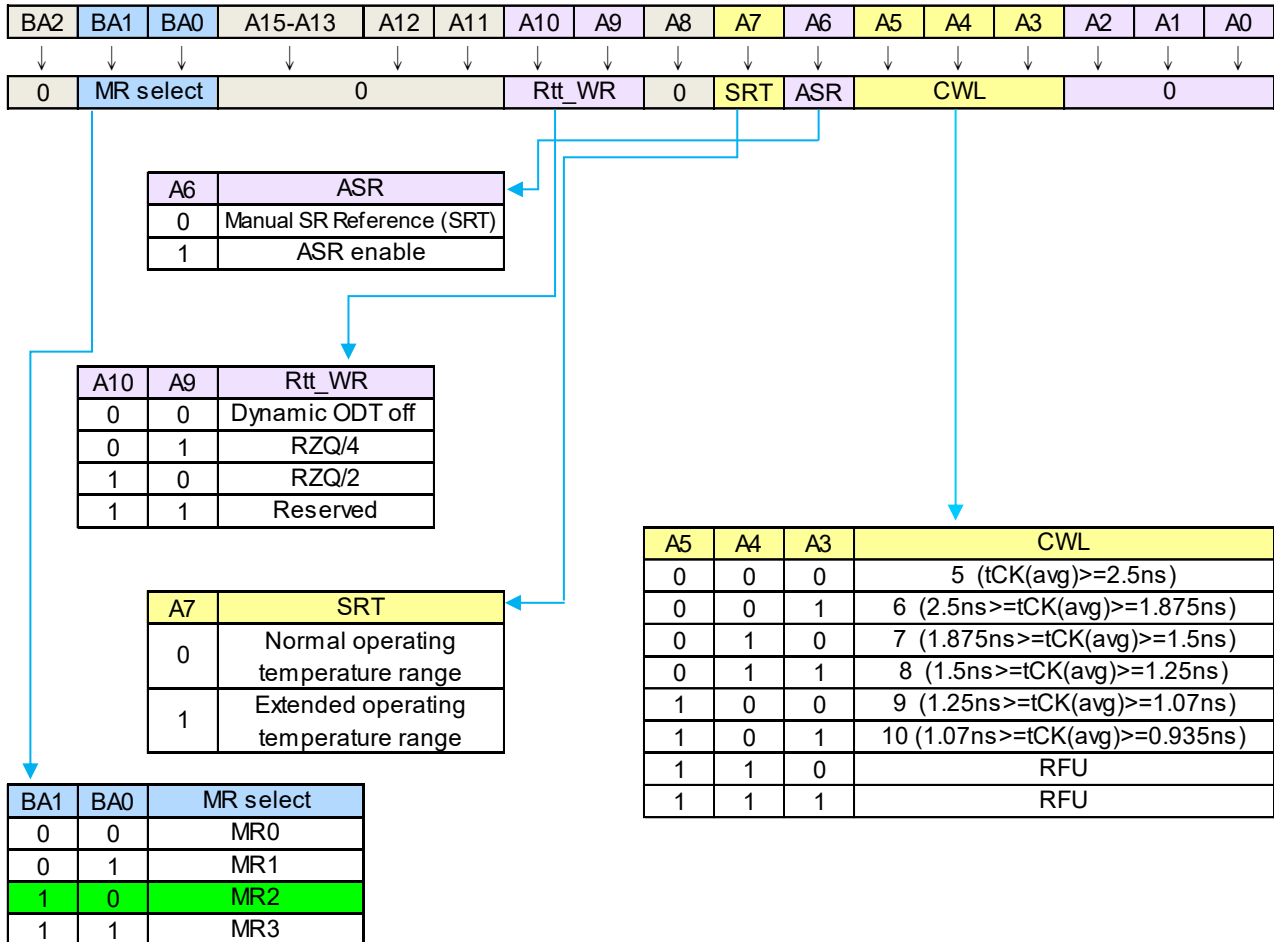 BA2 BA1 BA0 A15-A13 A12 A11 A10 A9 A8 A7 A6 A5 A4 A3 A2 A1 A0
↓ ↓ ↓ ↓ ↓ ↓ ↓ ↓ ↓ ↓ ↓ ↓ ↓ ↓ ↓ ↓ ↓
0 MR select 0 Rtt_WR 0 SRT ASR CWL 0
A6 ASR
0 Manual SR Reference (SRT)
1 ASR enable
A10 A9 Rtt_WR
0 0 Dynamic ODT off
0 1 RZQ/4
1 0 RZQ/2
1 1 Reserved
A7 SRT
0 Normal operating
temperature range
1 Extended operating
temperature range
A5 A4 A3 CWL
0 0 0 5 (tCK(avg)>=2.5ns)
0 0 1 6 (2.5ns>=tCK(avg)>=1.875ns)
0 1 0 7 (1.875ns>=tCK(avg)>=1.5ns)
0 1 1 8 (1.5ns>=tCK(avg)>=1.25ns)
1 0 0 9 (1.25ns>=tCK(avg)>=1.07ns)
1 0 1 10 (1.07ns>=tCK(avg)>=0.935ns)
1 1 0 RFU
1 1 1 RFU
BA1 BA0 MR select
0 0 MR0
0 1 MR1
1 0 MR2
1 1 MR3